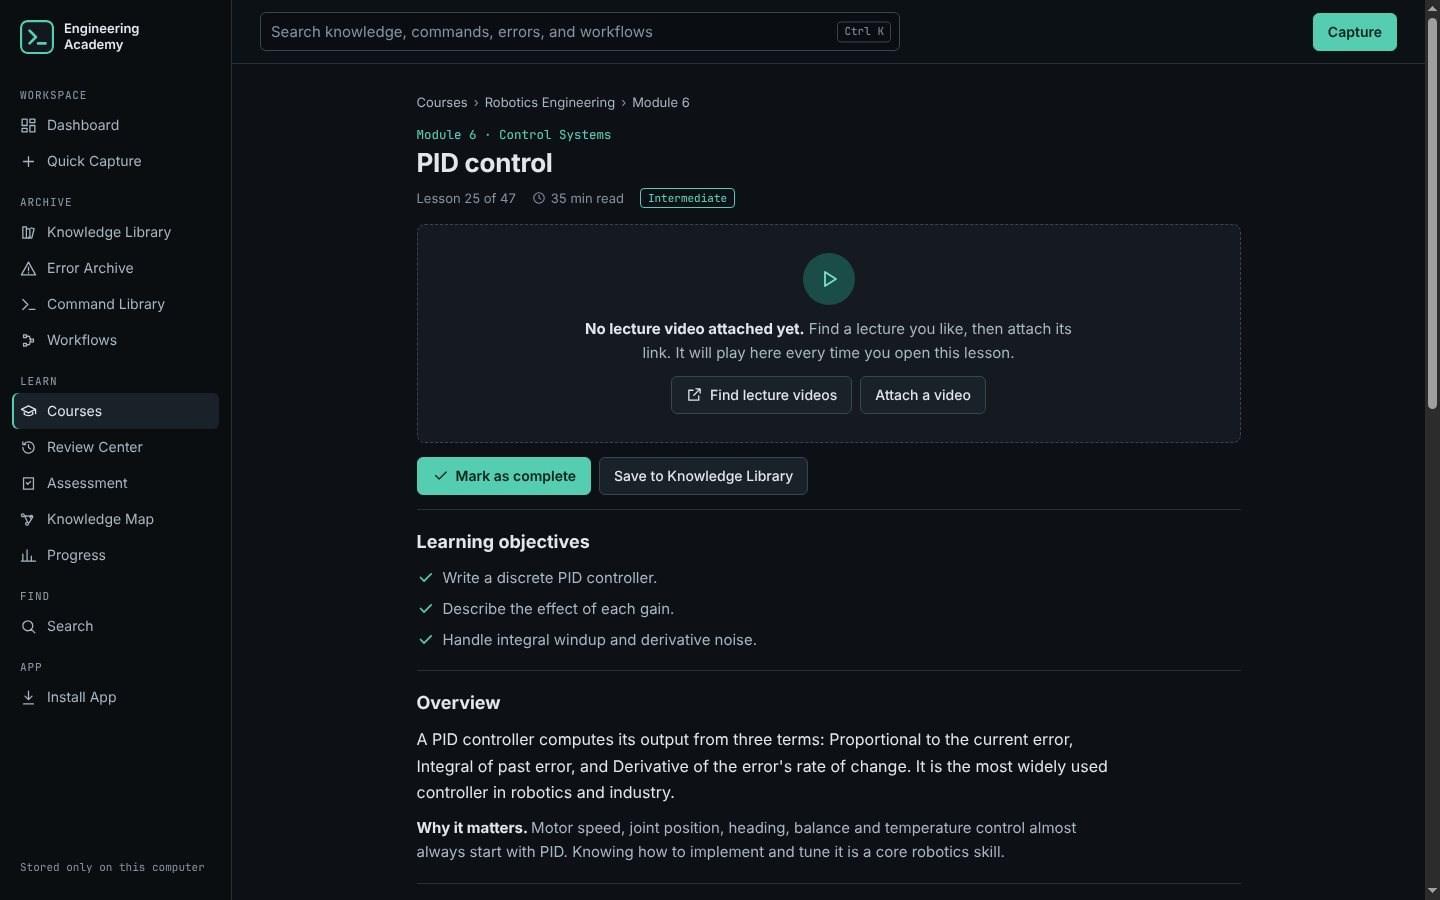 Engineering
Academy
Search knowledge, commands, errors, and workflows
Ctrl K
Capture
WORKSPACE
Dashboard
Quick Capture
ARCHIVE
Knowledge Library
Error Archive
Command Library
Workflows
LEARN
Courses
Review Center
Assessment
Knowledge Map
Progress
FIND
Search
APP
Install App
Stored only on this computer
Courses › Robotics Engineering › Module 6
Module 6 · Control Systems
PID control
Lesson 25 of 47 35 min read Intermediate
No lecture video attached yet. Find a lecture you like, then attach its
link. It will play here every time you open this lesson.
Find lecture videos Attach a video
Mark as complete Save to Knowledge Library
Learning objectives
Write a discrete PID controller.
Describe the effect of each gain.
Handle integral windup and derivative noise.
Overview
A PID controller computes its output from three terms: Proportional to the current error,
Integral of past error, and Derivative of the error's rate of change. It is the most widely used
controller in robotics and industry.
Why it matters. Motor speed, joint position, heading, balance and temperature control almost
always start with PID. Knowing how to implement and tune it is a core robotics skill.